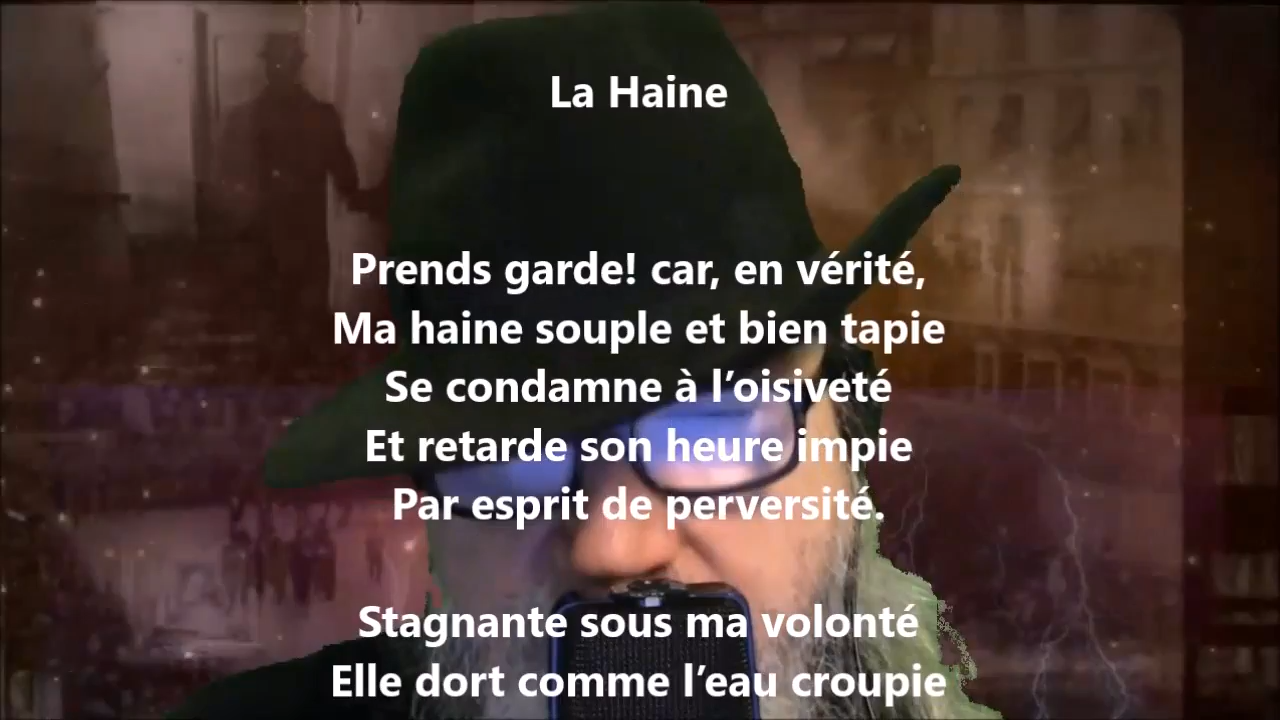 La Haine
Prends garde! car, en vérité,
Ma haine souple et bien tapie
Se condamne à l’oisiveté
Et retarde son heure impie
Par esprit de perversité.
Stagnante sous ma volonté
Elle dort comme l’eau croupie